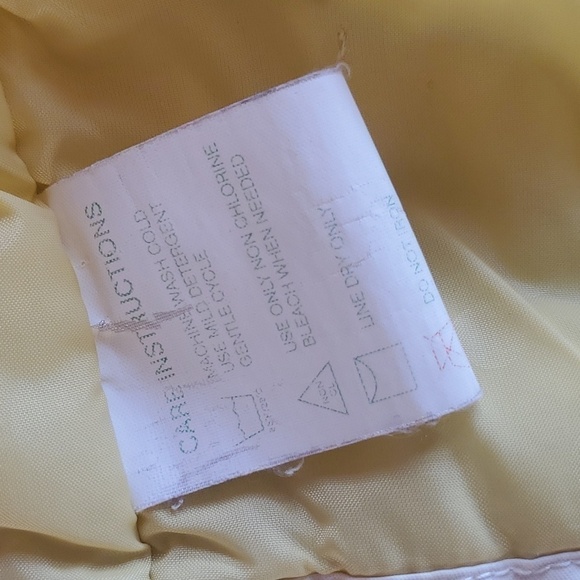 CARE INSTRUCTIONS
MACHINE WASH COLD
USE MILD DETERGENT
GENTLE CYCLE
USE ONLY NON CHLORINE
BLEACH WHEN NEEDED
NON
LINE DRY ONLY
DO NOT IRON